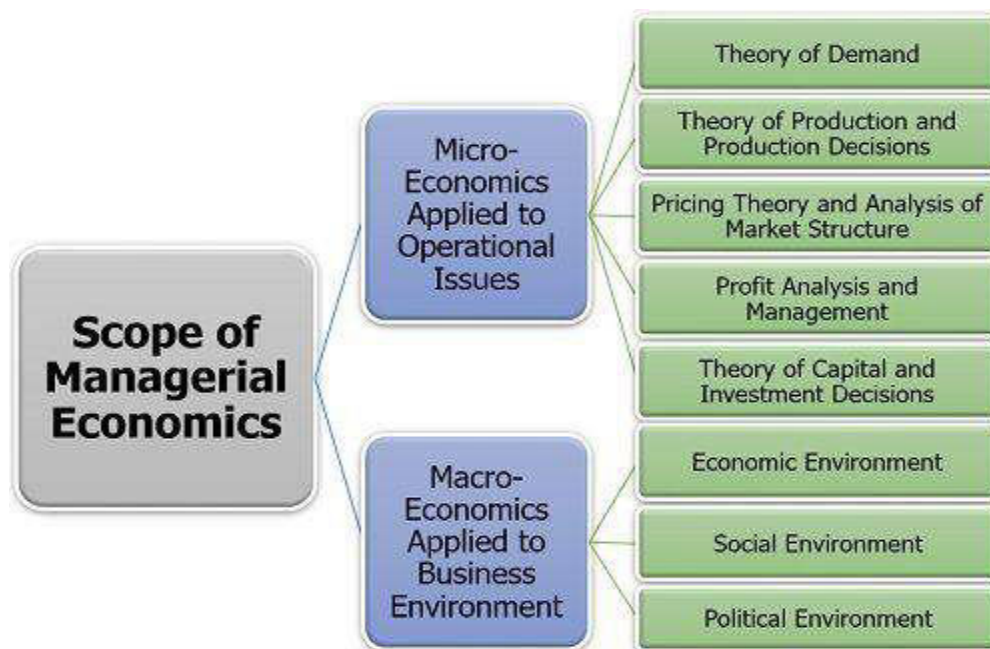 Scope of
Managerial
Economics
Micro-
Economics
Applied to
Operational
Issues
Theory of Demand
Theory of Production and
Production Decisions
Pricing Theory and Analysis of
Market Structure
Profit Analysis and
Management
Theory of Capital and
Investment Decisions
Macro-
Economics
Applied to
Business
Environment
Economic Environment
Social Environment
Political Environment